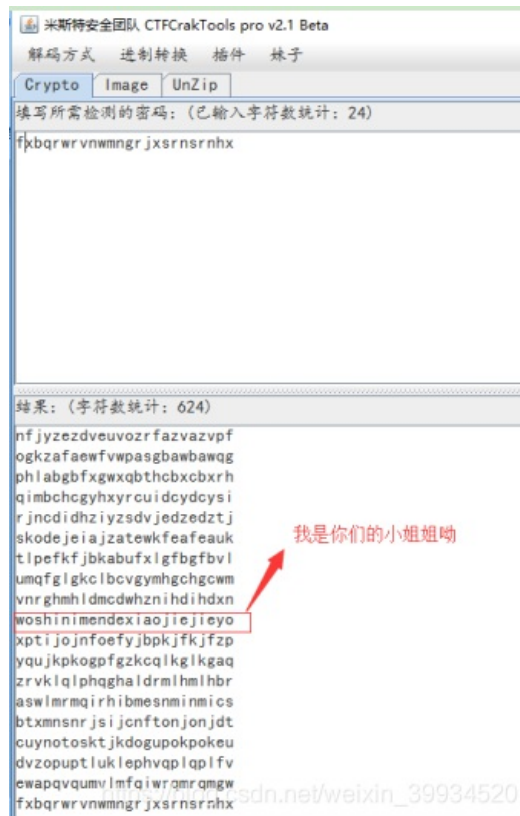 米斯特安全团队 CTFCrakTools pro v2.1 Beta
解码方式 进制转换 插件 妹子
Crypto Image UnZip
填写所需检测的密码：(已输入字符数统计：24)
fxbqrwrvnwmngrjxsrnsrnhx
结果：(字符数统计：624)
nfjyzezdveuvozrfazvazvpf
ogkzafaewfvwpasgbawbawqg
phlabgbfxgwxqbthcbxcbxrh
qimbchcgyhxyrcuidcydcysi
rjncdidhziyzsdvjedzedztj
skodejeiajzatewkfeafeauk
tlpefkfjbkabufxlgfbgfbvl
umqfglgkclbcvgymhgchgcwm
vnrghmhldmcdwhznihdihdxn
woshinimendexiaojiejieyo
我是你们的小姐姐呦
xptijojnfoefyjbpkjfkjfzp
yqujkpkogpfgzkcqlkglkgaq
zrvklqlphqghaldrmlhmlhbr
aswlmrmqirhibmesnminmics
btxmnsnrjsijcnftonjonjdt
cuynotosktjkdogupokpokeu
dvzopuptluklephvqplqplfv
ewapqvqumvlmfqiwrqmrqmgw
fxbqrwrvnwmngrjxsrnsrnhx
https://blog.csdn.net/weixin_39934520